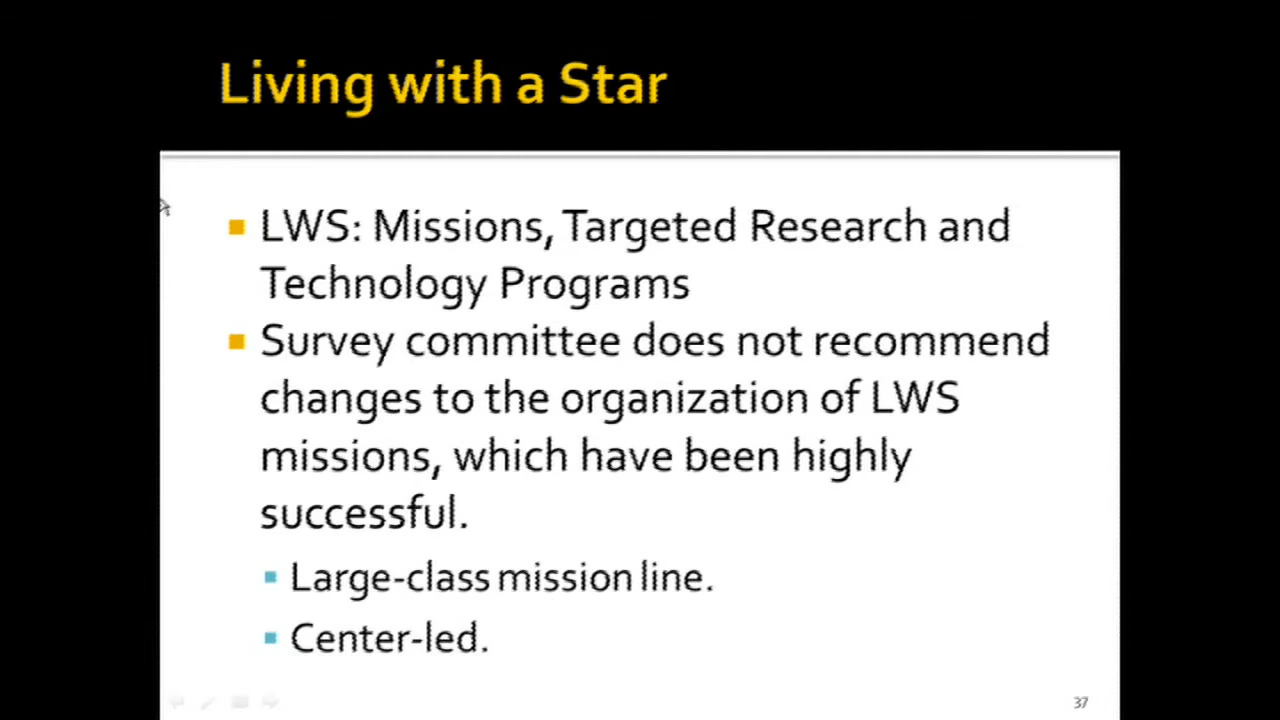 Living with a Star
LWS: Missions, Targeted Research and
Technology Programs
Survey committee does not recommend
changes to the organization of LWS
missions, which have been highly
successful.
Large-class mission line.
Center-led.
37